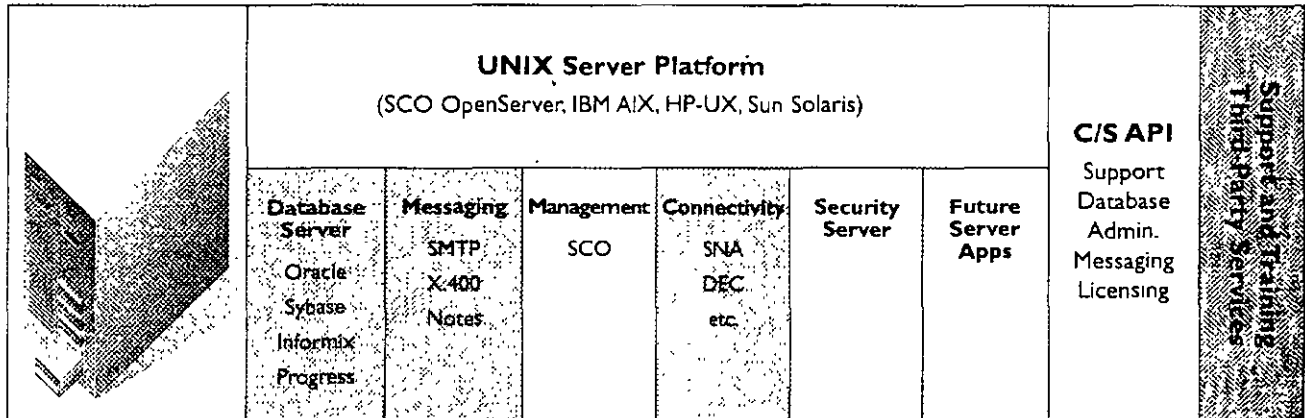 UNIX Server Platform
(SCO OpenServer, IBM AIX, HP-UX, Sun Solaris)
Database
Server
Oracle
Sybase
Informix
Progress
Messaging
SMTP
X.400
Notes
Management
SCO
Connectivity
SNA
DEC
etc.
Security
Server
Future
Server
Apps
C/S API
Support
Database
Admin.
Messaging
Licensing
Support and Training
Third-Party Services